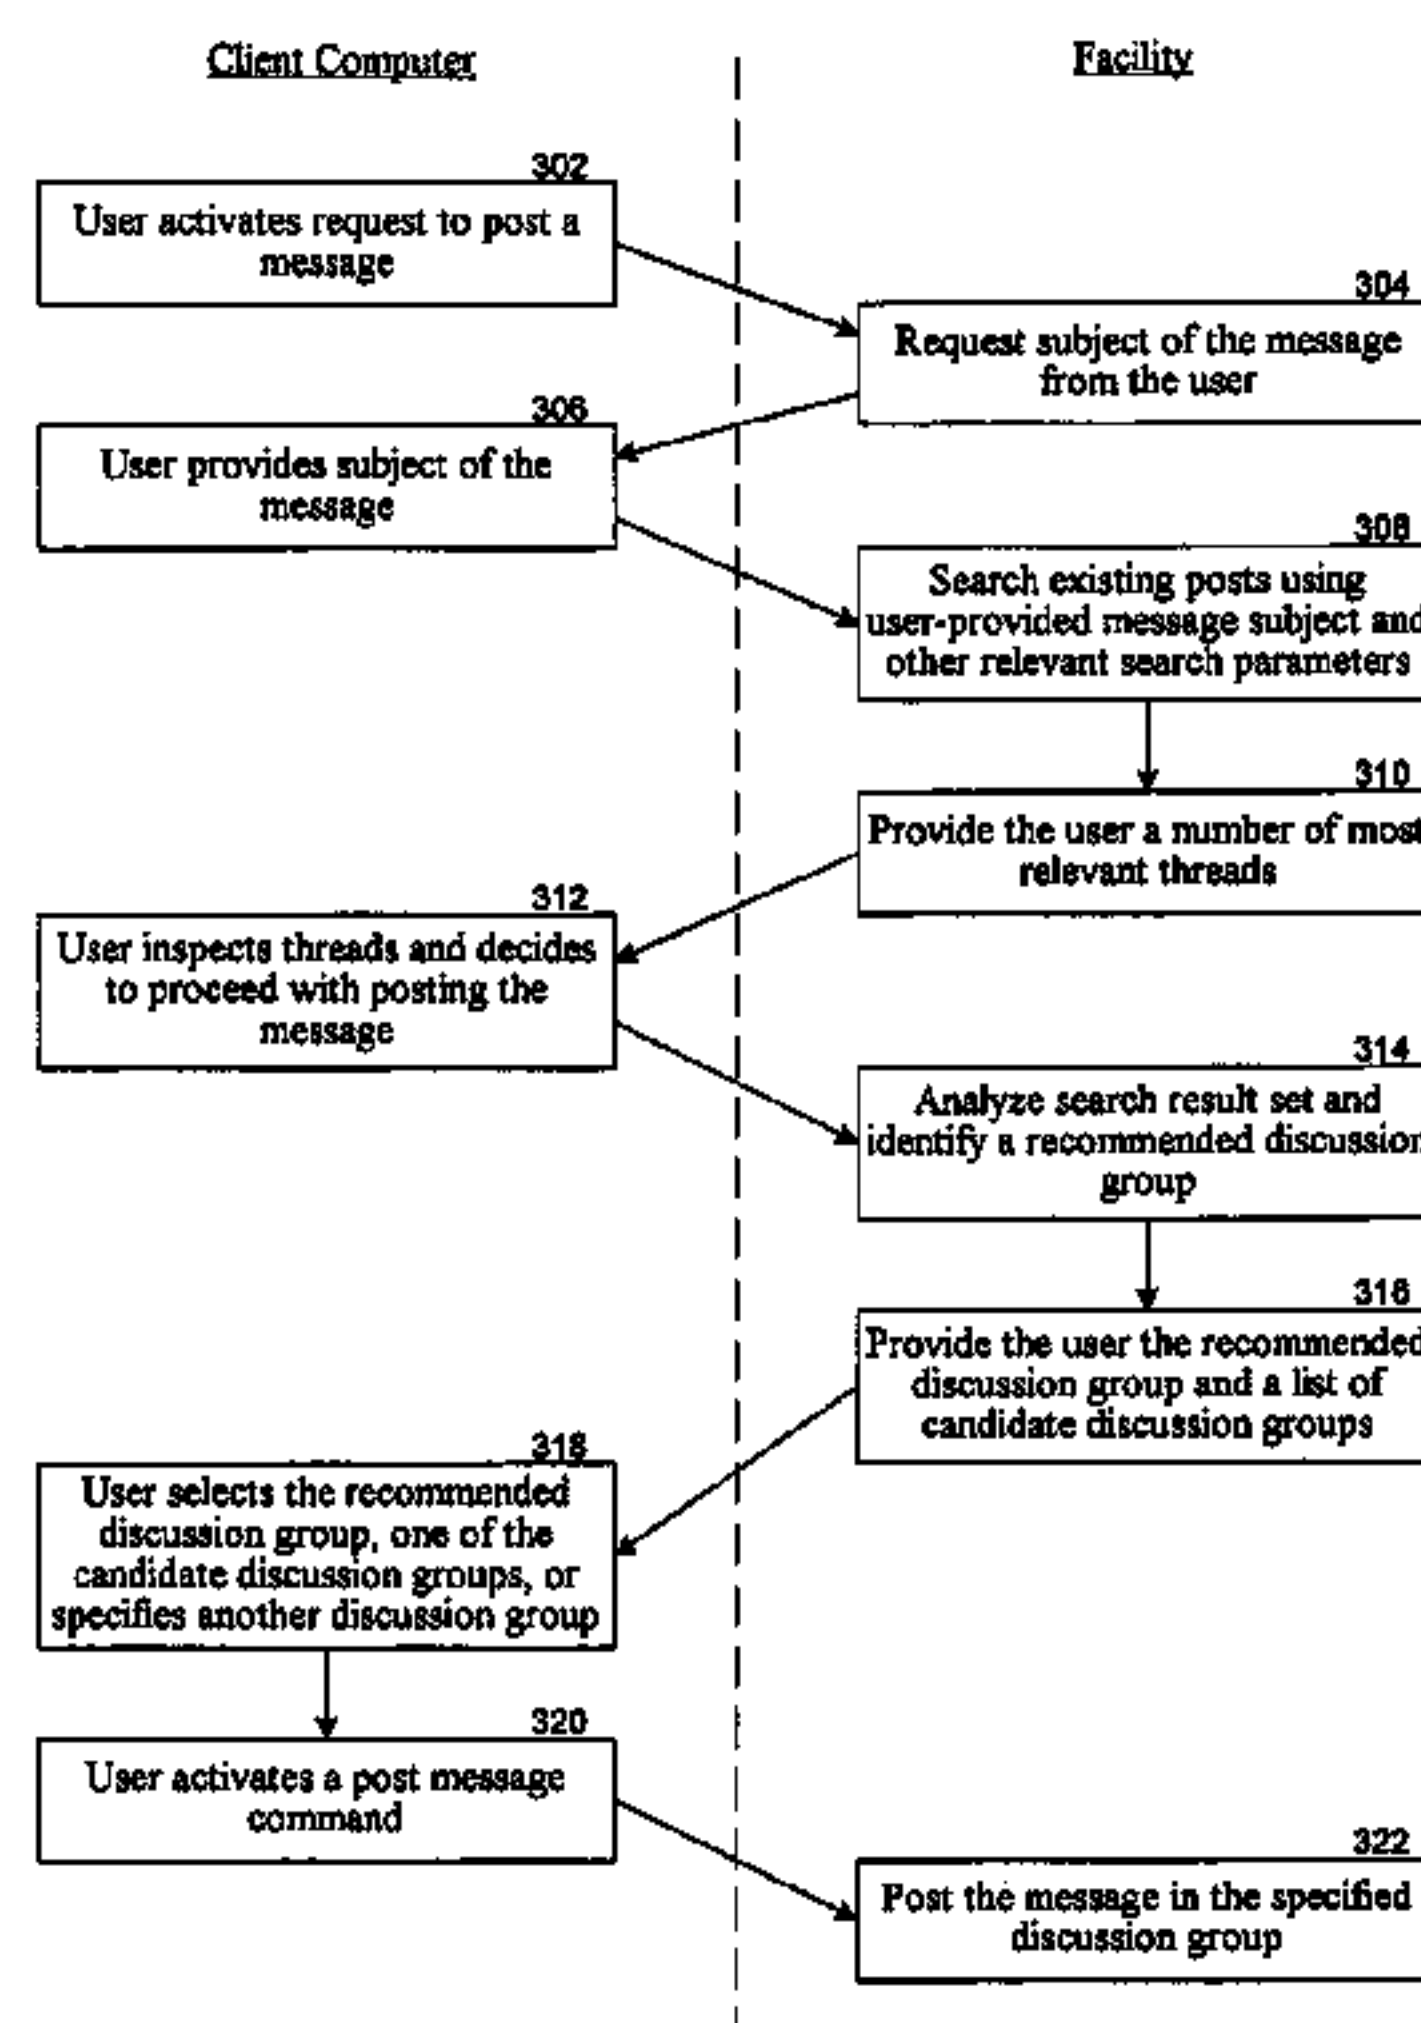 Client Computer
Facility
302
User activates request to post a
message
304
Request subject of the message
from the user
306
User provides subject of the
message
308
Search existing posts using
user-provided message subject and
other relevant search parameters
310
Provide the user a number of most
relevant threads
312
User inspects threads and decides
to proceed with posting the
message
314
Analyze search result set and
identify a recommended discussion
group
316
Provide the user the recommended
discussion group and a list of
candidate discussion groups
318
User selects the recommended
discussion group, one of the
candidate discussion groups, or
specifies another discussion group
320
User activates a post message
command
322
Post the message in the specified
discussion group